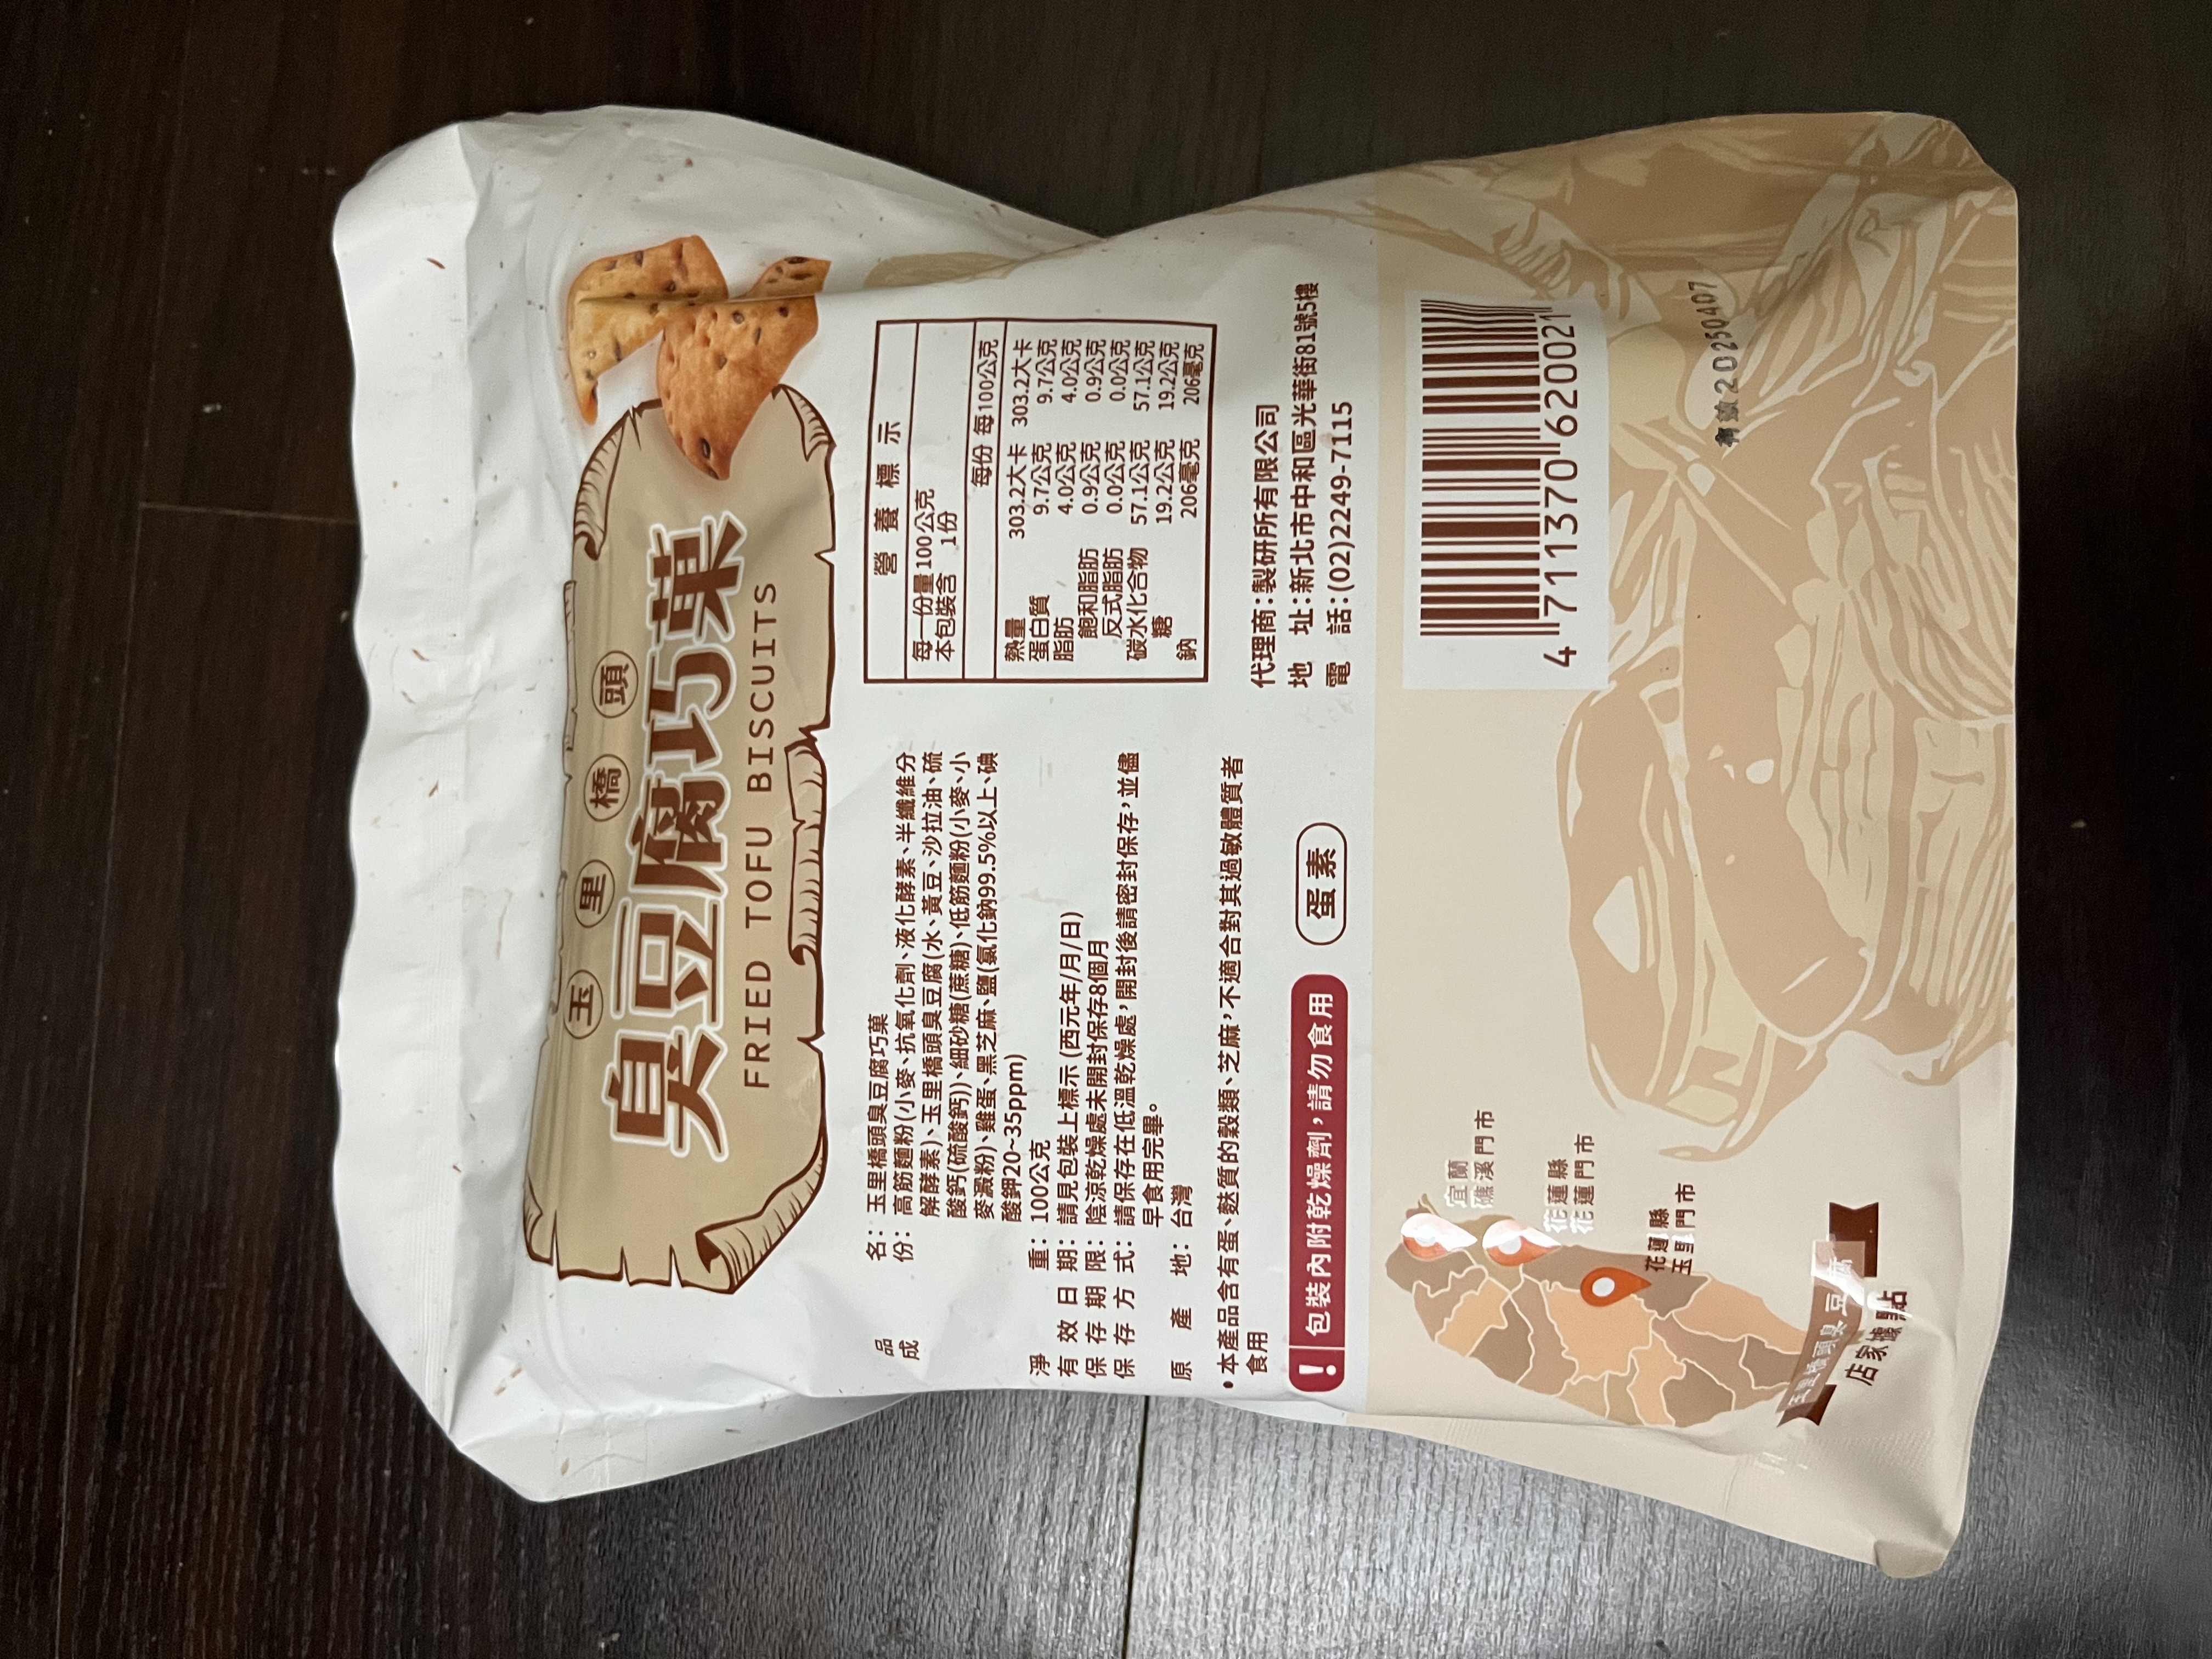 玉里橋頭
臭豆腐巧菓
FRIED TOFU BISCUITS
品名：玉里橋頭臭豆腐巧菓
成份：高筋麵粉(小麥、抗氧化劑、液化酵素、半纖維分
解酵素)、玉里橋頭臭豆腐(水、黃豆、沙拉油、硫
酸鈣(硫酸鈣))、細砂糖(蔗糖)、低筋麵粉(小麥、小
麥澱粉)、雞蛋、黑芝麻、鹽(氯化鈉99.5%以上、碘
酸鉀20~35ppm)
淨重：100公克
有效日期：請見包裝上標示 (西元年/月/日)
保存期限：陰涼乾燥處未開封保存8個月
保存方式：請保存在低溫乾燥處，開封後請密封保存，並儘
早食用完畢。
原產地：台灣
•本產品含有蛋、麩質的穀類、芝麻，不適合對其過敏體質者
食用
! 包裝內附乾燥劑，請勿食用
蛋素
營養標示
每一份量100公克
本包裝含 1份
每份 每100公克
熱量 303.2大卡 303.2大卡
蛋白質 9.7公克 9.7公克
脂肪 4.0公克 4.0公克
飽和脂肪 0.9公克 0.9公克
反式脂肪 0.0公克 0.0公克
碳水化合物 57.1公克 57.1公克
糖 19.2公克 19.2公克
鈉 206毫克 206毫克
代理商：製研所有限公司
地址：新北市中和區光華街81號5樓
電話：(02)2249-7115
4 711370 620021
有效20250407
宜蘭
礁溪門市
花蓮縣
花蓮門市
花蓮縣
玉里門市
玉里橋頭臭豆腐
店家據點